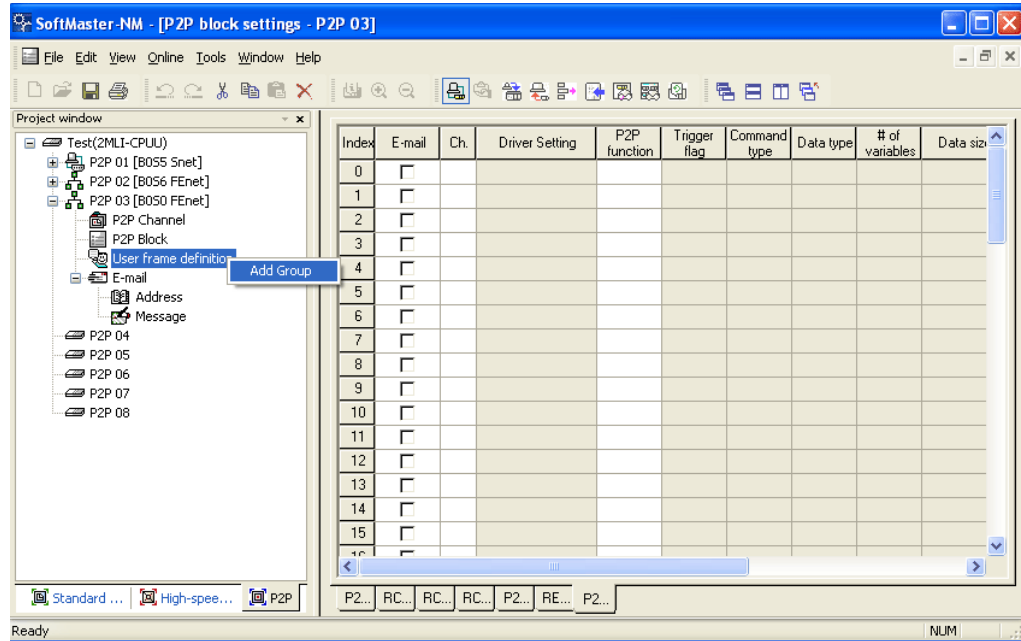 SoftMaster-NM - [P2P block settings - P2P 03]
File Edit View Online Tools Window Help
Project window
Test(2MLI-CPUU)
P2P 01 [B0S5 Snet]
P2P 02 [B0S6 FEnet]
P2P 03 [B0S0 FEnet]
P2P Channel
P2P Block
User frame definition
Add Group
E-mail
Address
Message
P2P 04
P2P 05
P2P 06
P2P 07
P2P 08
Index E-mail Ch. Driver Setting P2P function Trigger flag Command type Data type # of variables Data siz
0
1
2
3
4
5
6
7
8
9
10
11
12
13
14
15
16
Standard ... High-spee... P2P
P2... RC... RC... RC... P2... RE... P2...
Ready NUM